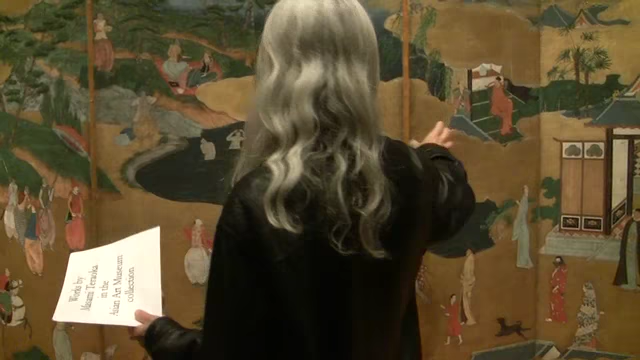 Works by
Masami Teraoka
in the
Asian Art Museum
collection